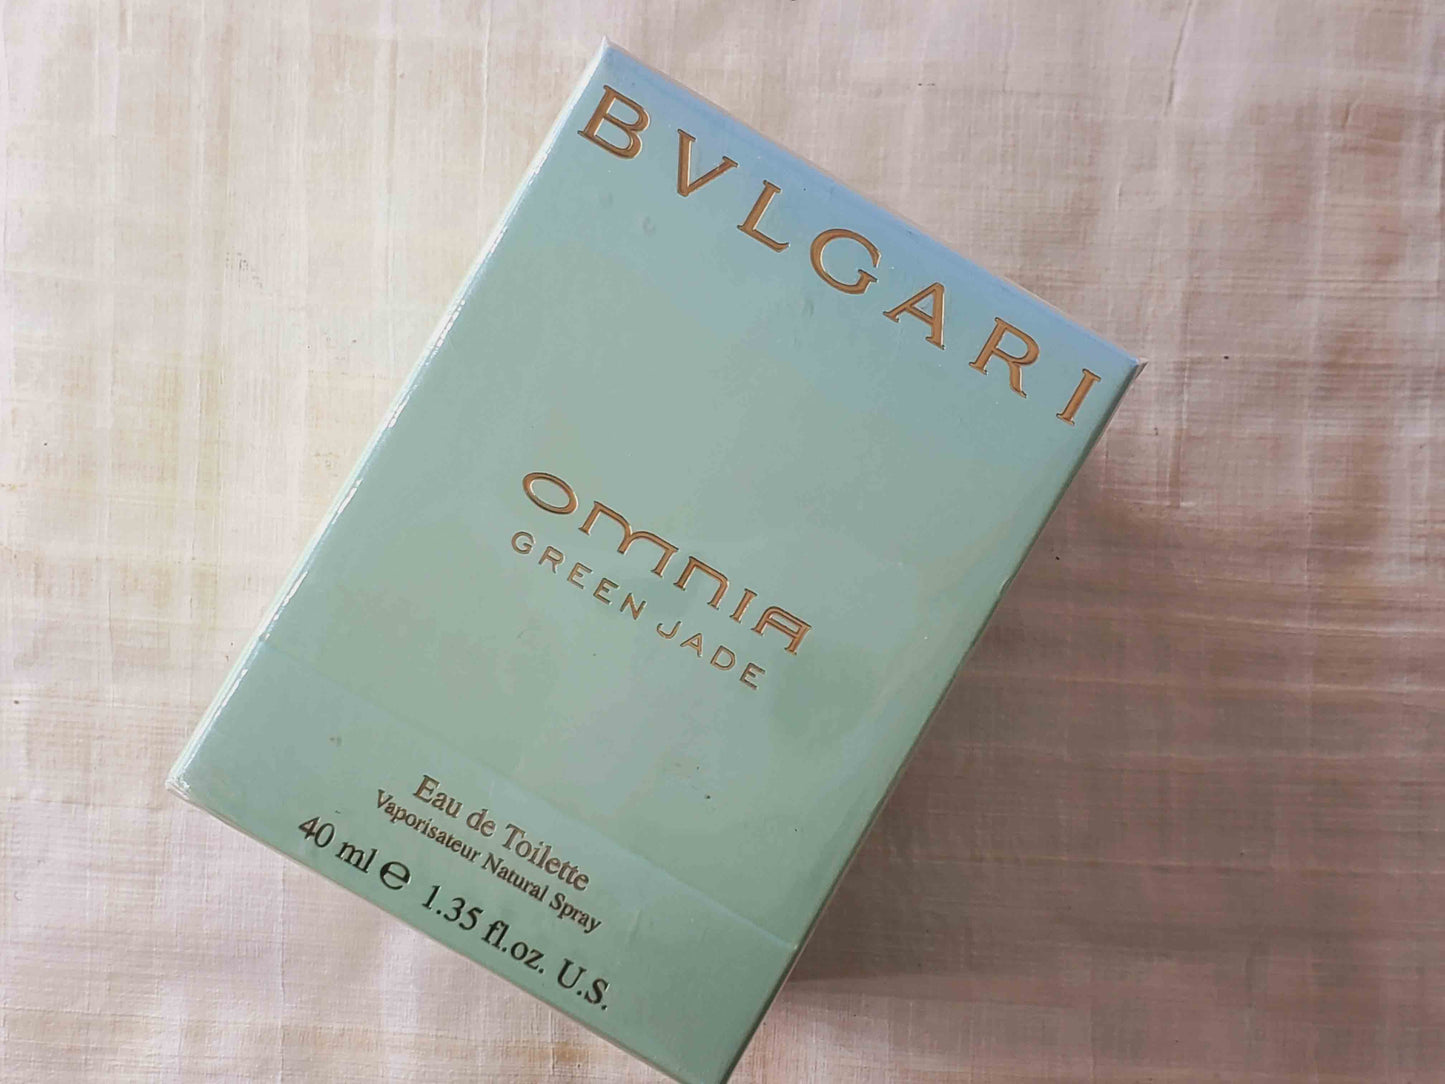 BVLGARI
OMNIA
GREEN JADE
Eau de Toilette
Vaporisateur Natural Spray
40 ml ℮ 1.35 fl.oz. U.S.